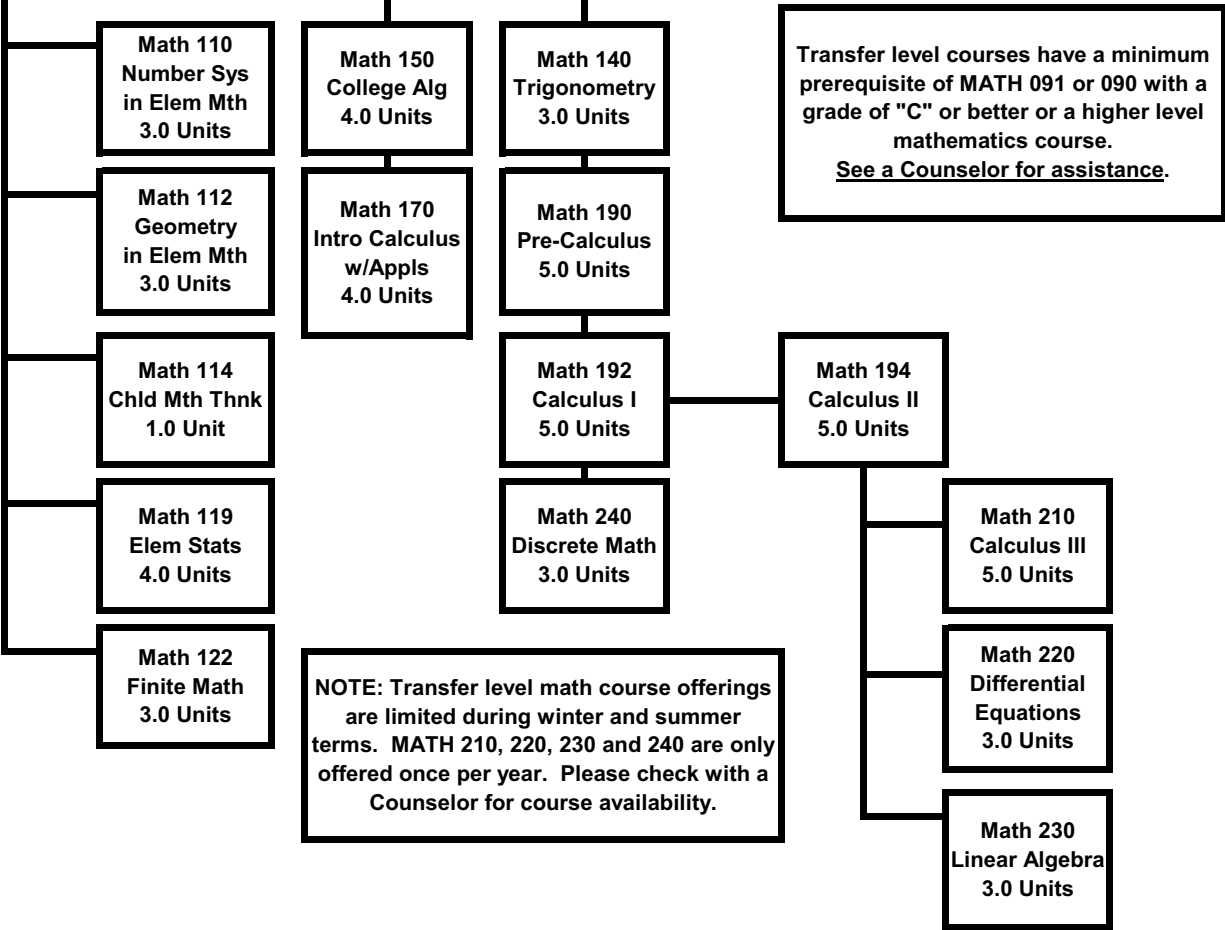 Math 110
Number Sys
in Elem Mth
3.0 Units
Math 150
College Alg
4.0 Units
Math 140
Trigonometry
3.0 Units
Transfer level courses have a minimum
prerequisite of MATH 091 or 090 with a
grade of "C" or better or a higher level
mathematics course.
See a Counselor for assistance.
Math 112
Geometry
in Elem Mth
3.0 Units
Math 170
Intro Calculus
w/Appls
4.0 Units
Math 190
Pre-Calculus
5.0 Units
Math 114
Chld Mth Thnk
1.0 Unit
Math 192
Calculus I
5.0 Units
Math 194
Calculus II
5.0 Units
Math 119
Elem Stats
4.0 Units
Math 240
Discrete Math
3.0 Units
Math 210
Calculus III
5.0 Units
Math 122
Finite Math
3.0 Units
NOTE: Transfer level math course offerings
are limited during winter and summer
terms.  MATH 210, 220, 230 and 240 are only
offered once per year.  Please check with a
Counselor for course availability.
Math 220
Differential
Equations
3.0 Units
Math 230
Linear Algebra
3.0 Units